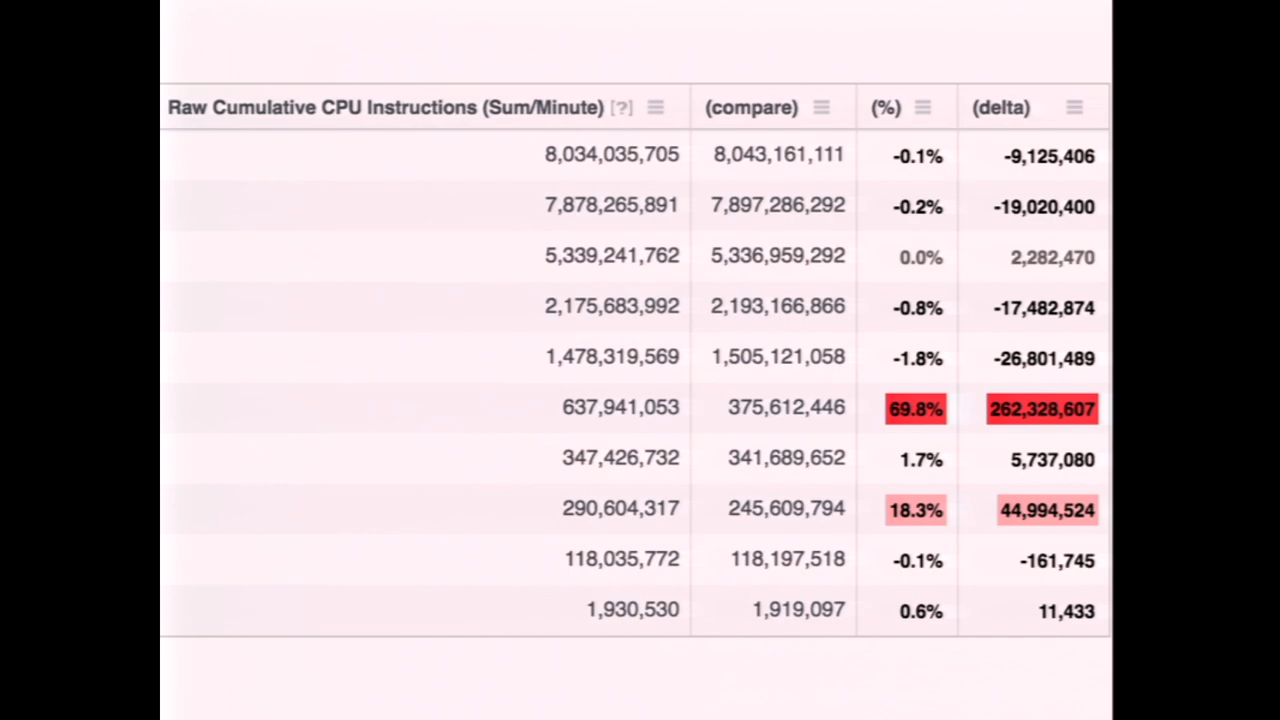 Raw Cumulative CPU Instructions (Sum/Minute) [?] (compare) (%) (delta)
8,034,035,705 8,043,161,111 -0.1% -9,125,406
7,878,265,891 7,897,286,292 -0.2% -19,020,400
5,339,241,762 5,336,959,292 0.0% 2,282,470
2,175,683,992 2,193,166,866 -0.8% -17,482,874
1,478,319,569 1,505,121,058 -1.8% -26,801,489
637,941,053 375,612,446 69.8% 262,328,607
347,426,732 341,689,652 1.7% 5,737,080
290,604,317 245,609,794 18.3% 44,994,524
118,035,772 118,197,518 -0.1% -161,745
1,930,530 1,919,097 0.6% 11,433